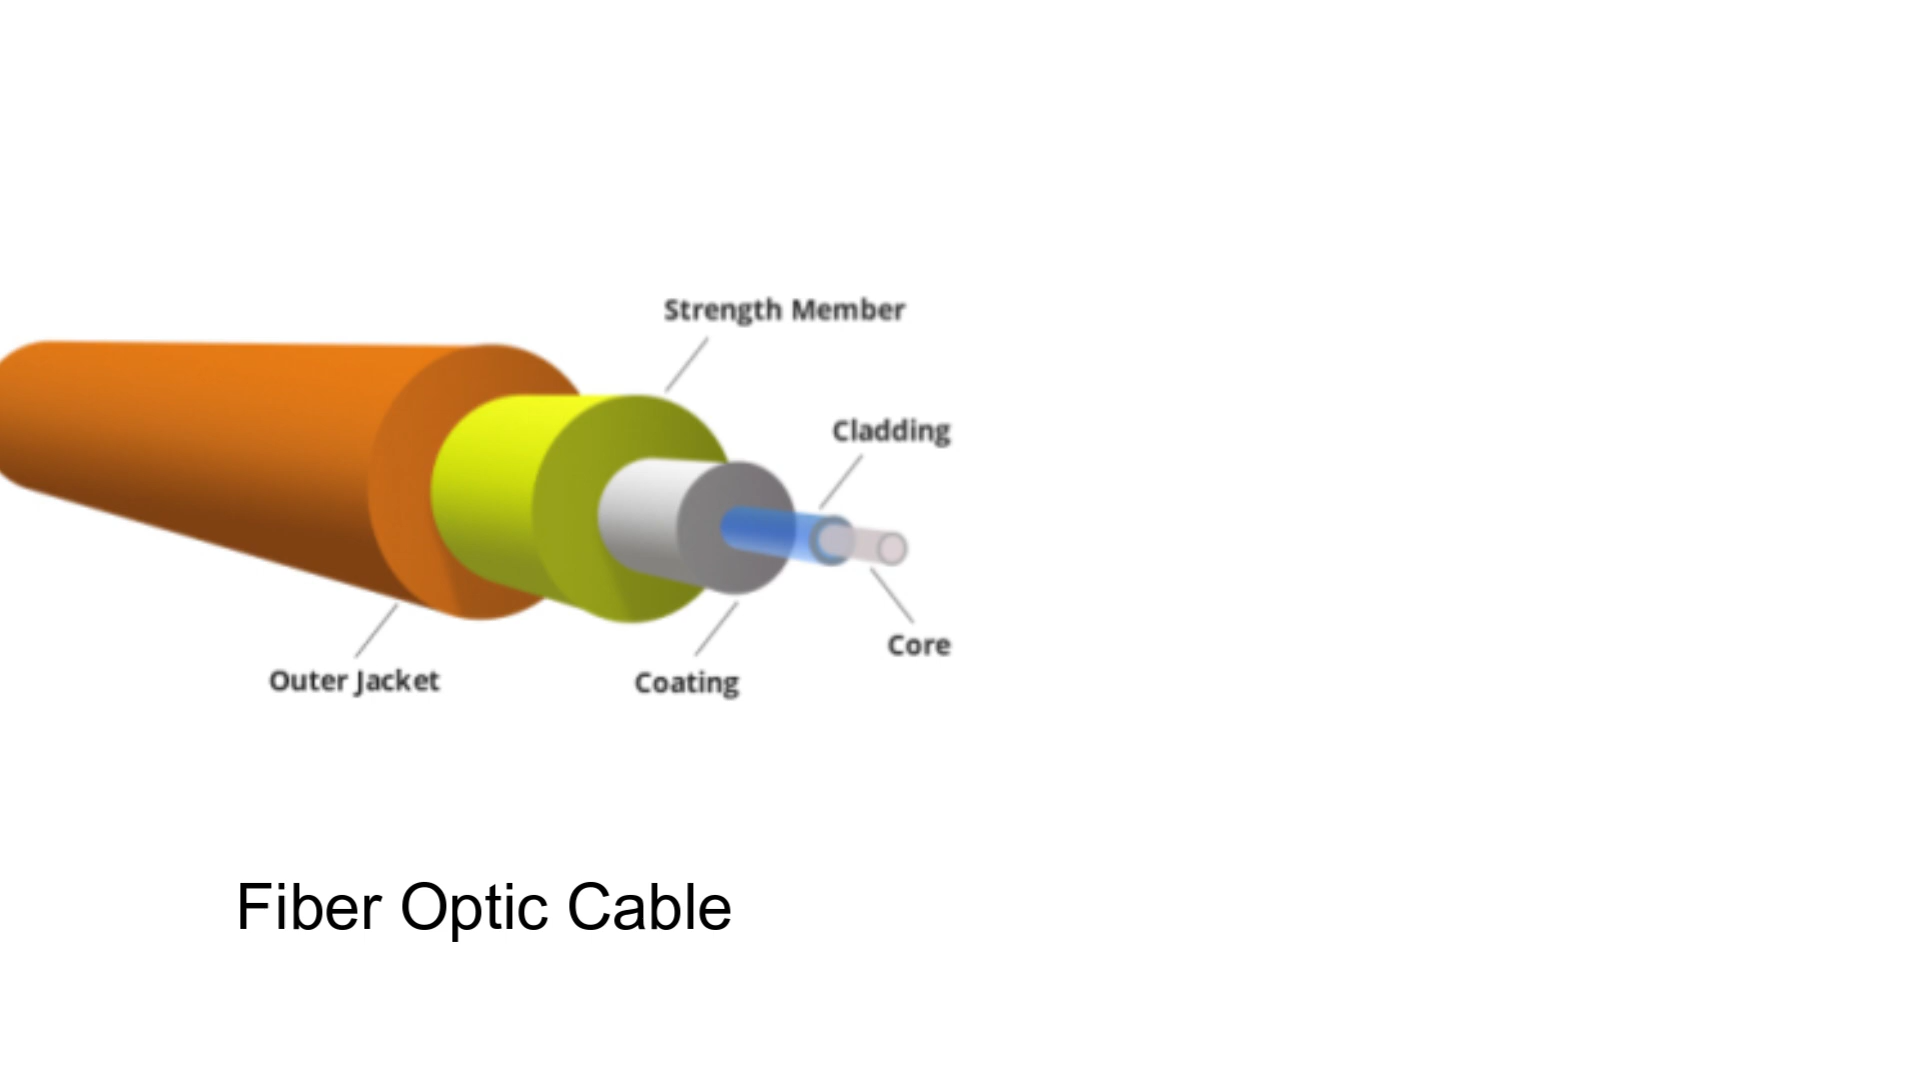 Strength Member
Cladding
Core
Outer Jacket
Coating
Fiber Optic Cable